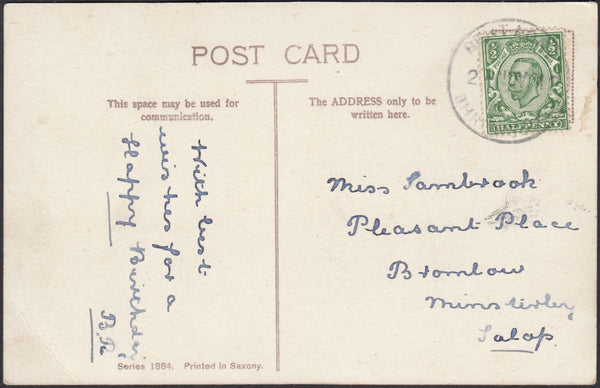 POST CARD
This space may be used for
communication.
The ADDRESS only to be
written here.
With best
wishes for a
Happy Birthday
B.R.
Miss Sambrook
Pleasant Place
Bromlow
Minsterley
Salop.
HALFPENNY
Series 1864. Printed in Saxony.